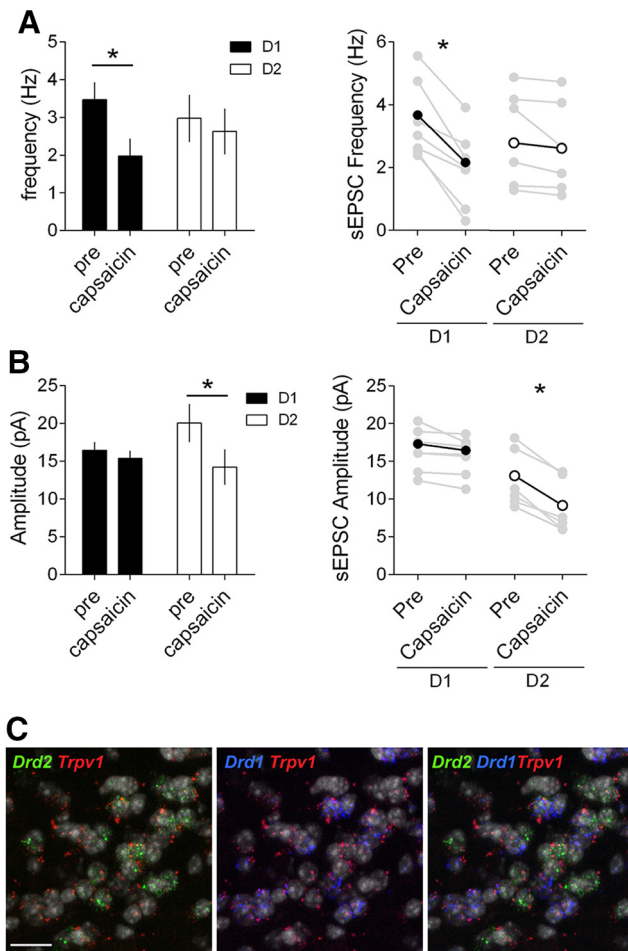 A
frequency (Hz)
5
4
3
2
1
0
*
D1
D2
pre
capsaicin
pre
capsaicin
sEPSC Frequency (Hz)
6
4
2
0
*
Pre
Capsaicin
Pre
Capsaicin
D1
D2
B
Amplitude (pA)
25
20
15
10
5
0
*
D1
D2
pre
capsaicin
pre
capsaicin
sEPSC Amplitude (pA)
25
20
15
10
5
0
*
Pre
Capsaicin
Pre
Capsaicin
D1
D2
C
Drd2 Trpv1
Drd1 Trpv1
Drd2 Drd1Trpv1